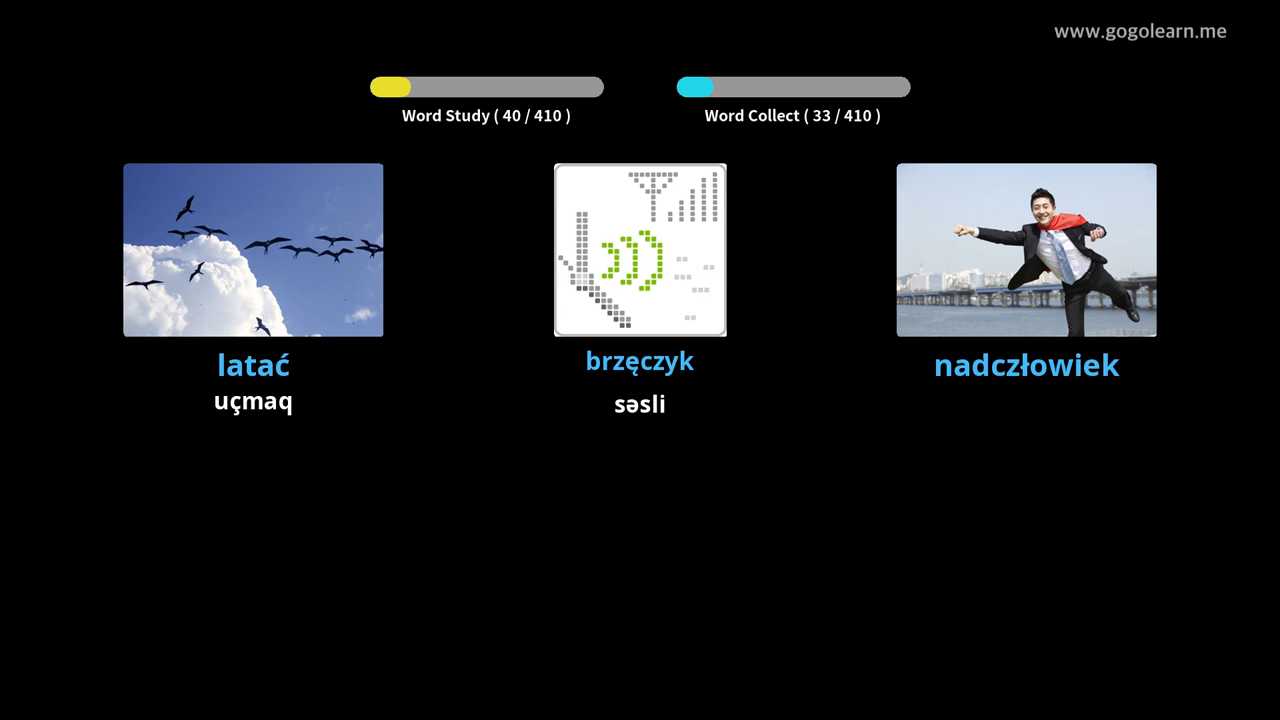 www.gogolearn.me
Word Study ( 40 / 410 )
Word Collect ( 33 / 410 )
latać
uçmaq
brzęczyk
səsli
nadczłowiek